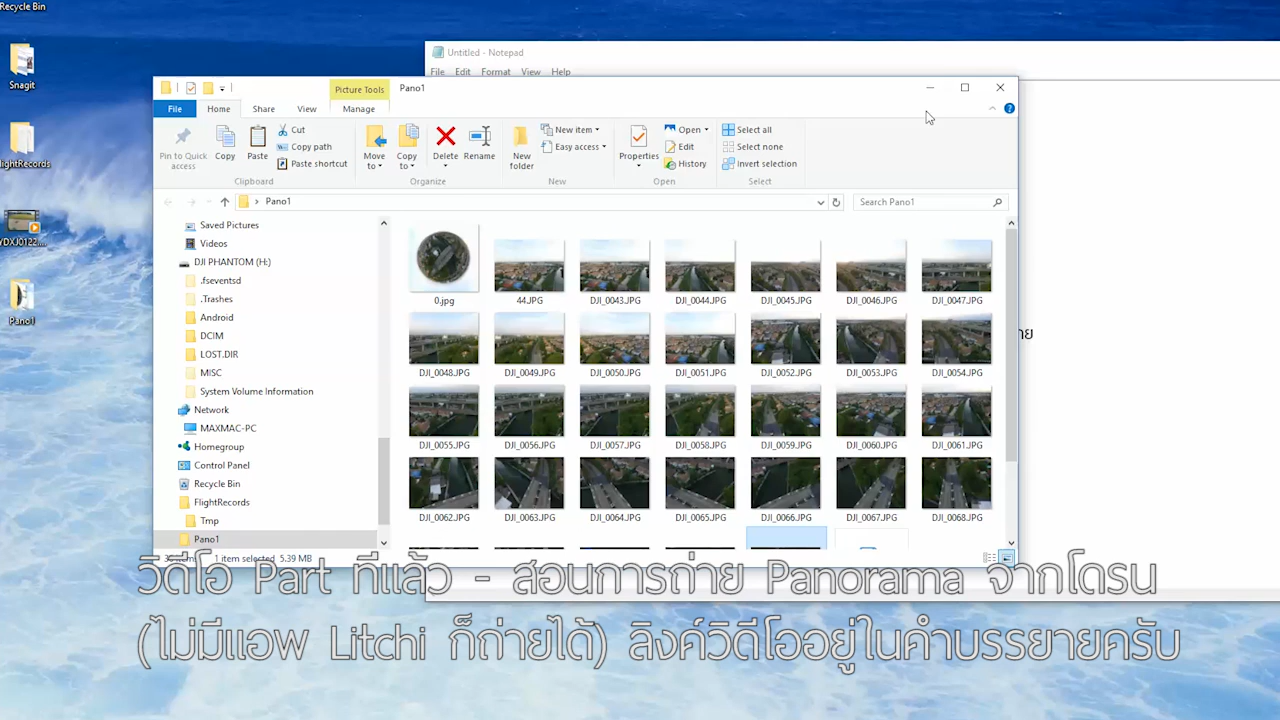 Recycle Bin
Untitled - Notepad
Snagit
File Edit Format View Help
Picture Tools Pano1
File Home Share View Manage
Pin to Quick access
Copy
Paste
Cut
Copy path
Paste shortcut
Move to
Copy to
Delete
Rename
New folder
New item
Easy access
Properties
Open
Edit
History
Select all
Select none
Invert selection
Clipboard Organize New Open Select
Pano1
Search Pano1
lightRecords
YDXJ0122...
Pano1
Saved Pictures
Videos
DJI PHANTOM (H:)
.fseventsd
.Trashes
Android
DCIM
LOST.DIR
MISC
System Volume Information
Network
MAXMAC-PC
Homegroup
Control Panel
Recycle Bin
FlightRecords
Tmp
Pano1
0.jpg 44.JPG DJI_0043.JPG DJI_0044.JPG DJI_0045.JPG DJI_0046.JPG DJI_0047.JPG
DJI_0048.JPG DJI_0049.JPG DJI_0050.JPG DJI_0051.JPG DJI_0052.JPG DJI_0053.JPG DJI_0054.JPG
DJI_0055.JPG DJI_0056.JPG DJI_0057.JPG DJI_0058.JPG DJI_0059.JPG DJI_0060.JPG DJI_0061.JPG
DJI_0062.JPG DJI_0063.JPG DJI_0064.JPG DJI_0065.JPG DJI_0066.JPG DJI_0067.JPG DJI_0068.JPG
1 item selected 5.39 MB
วิดีโอ Part ที่แล้ว - สอนการถ่าย Panorama จากโดรน
(ไม่มีแอพ Litchi ก็ถ่ายได้) ลิงค์วิดีโออยู่ในคำบรรยายครับ